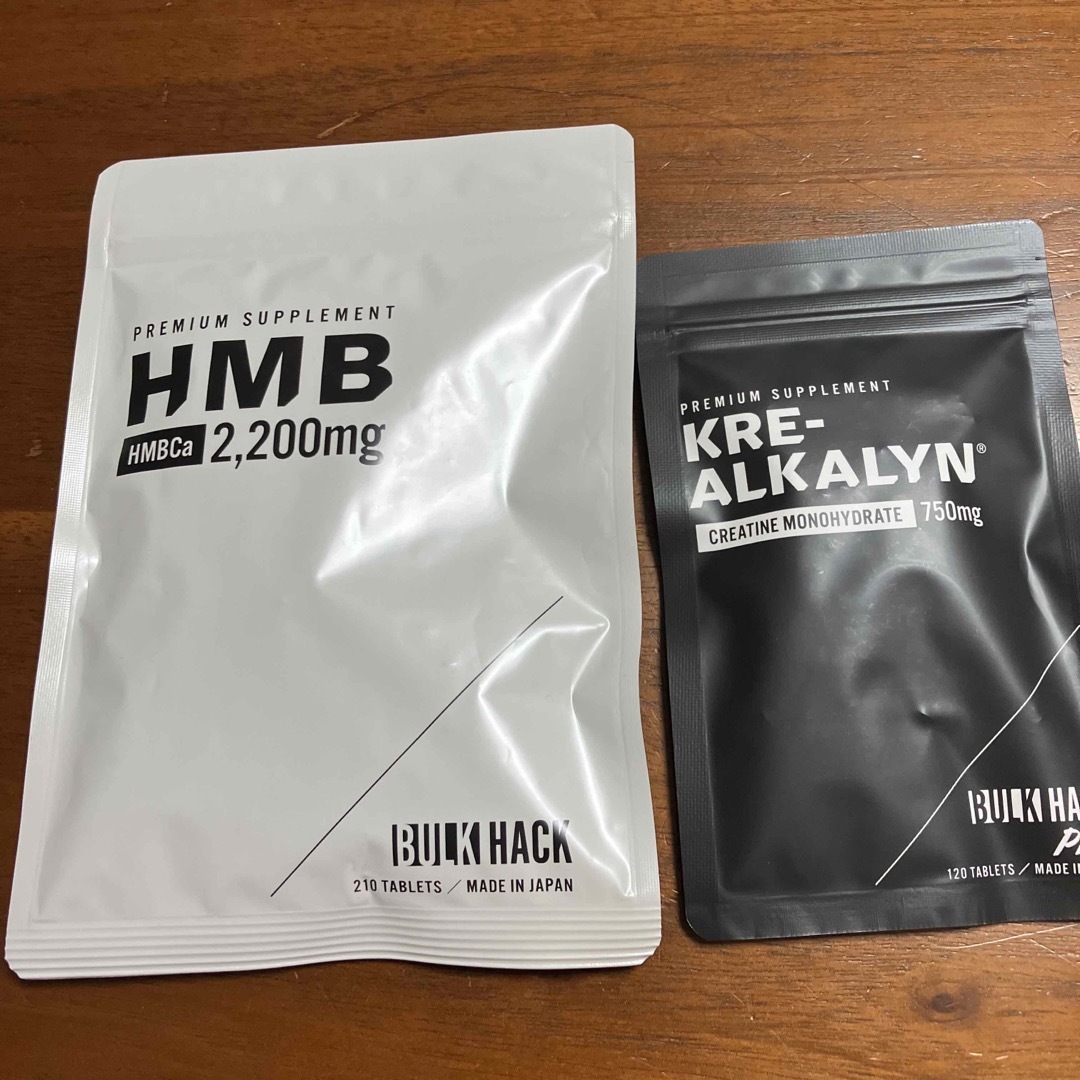 PREMIUM SUPPLEMENT
HMB
HMBCa 2,200mg
BULK HACK
210 TABLETS / MADE IN JAPAN
PREMIUM SUPPLEMENT
KRE-
ALKALYN®
CREATINE MONOHYDRATE 750mg
BULK
120 TABLETS / MADE IN